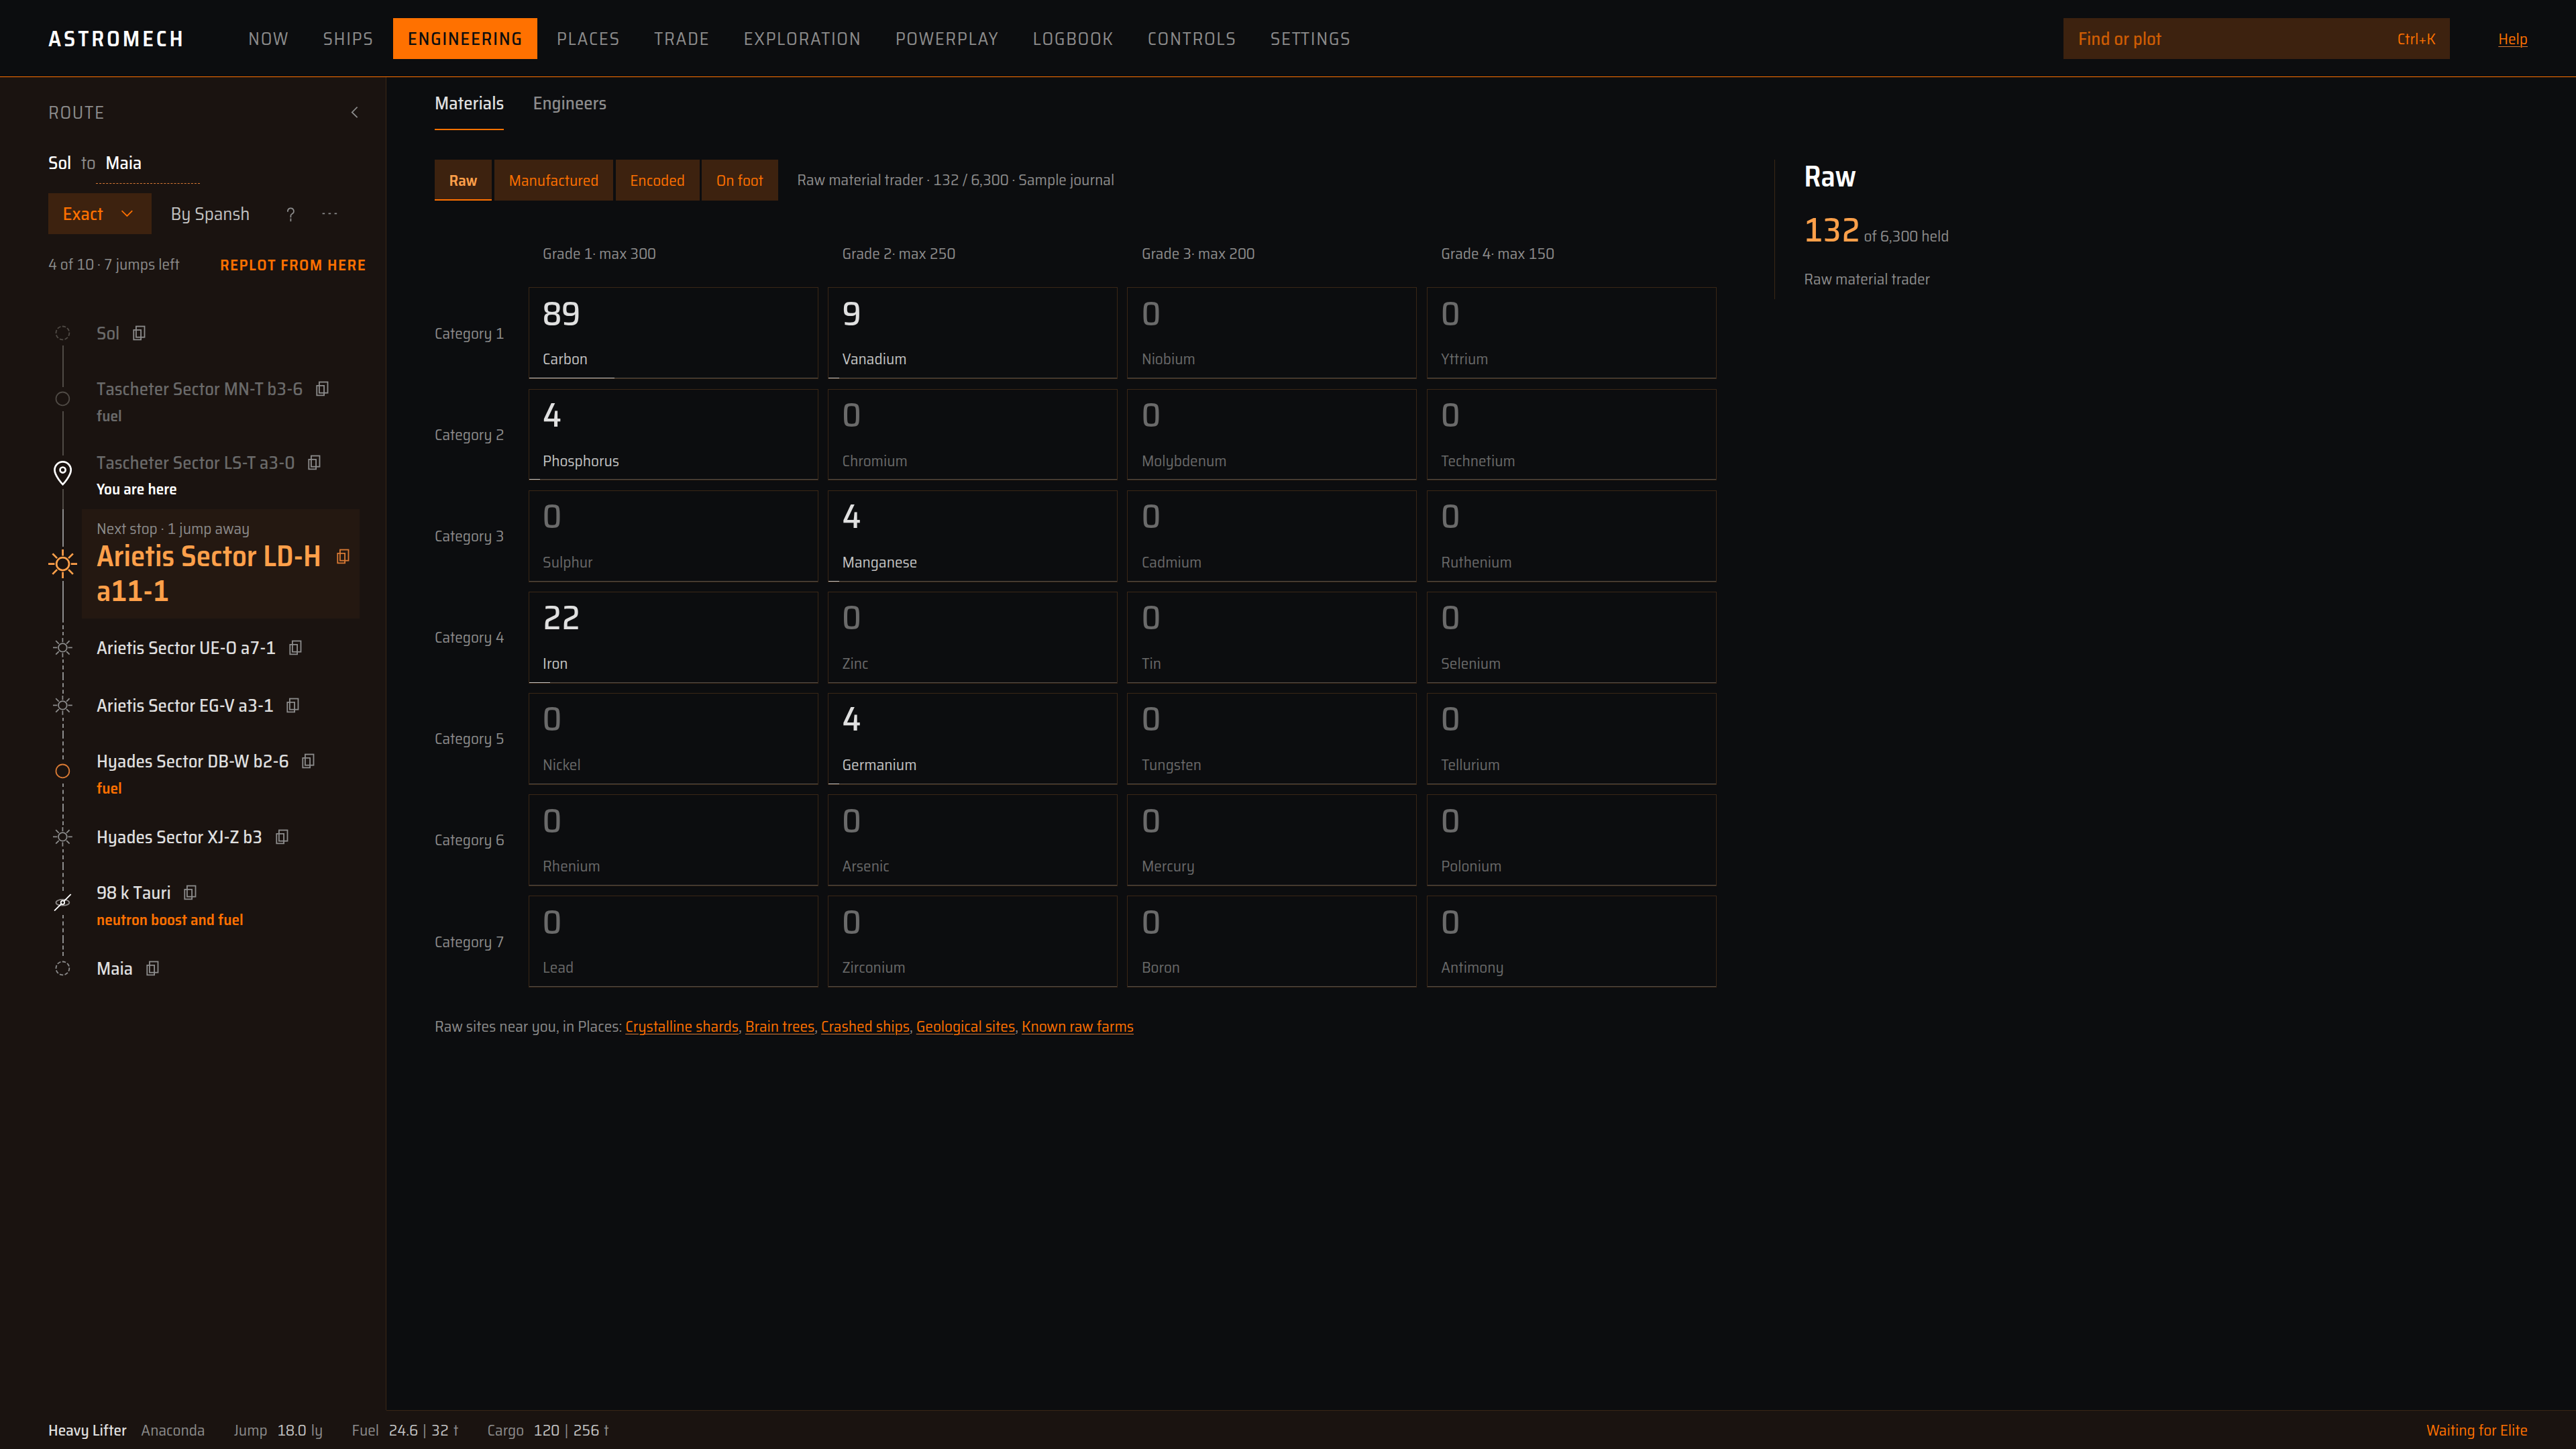 ASTROMECH NOW SHIPS ENGINEERING PLACES TRADE EXPLORATION POWERPLAY LOGBOOK CONTROLS SETTINGS Find or plot Ctrl+K Help
ROUTE
Sol to Maia
Exact By Spansh ? ···
4 of 10 · 7 jumps left REPLOT FROM HERE
Sol
Tascheter Sector MN-T b3-6
fuel
Tascheter Sector LS-T a3-0
You are here
Next stop · 1 jump away
Arietis Sector LD-H
a11-1
Arietis Sector UE-O a7-1
Arietis Sector EG-V a3-1
Hyades Sector DB-W b2-6
fuel
Hyades Sector XJ-Z b3
98 k Tauri
neutron boost and fuel
Maia
Materials Engineers
Raw Manufactured Encoded On foot Raw material trader · 132 / 6,300 · Sample journal
Grade 1· max 300 Grade 2· max 250 Grade 3· max 200 Grade 4· max 150
Category 1
89 9 0 0
Carbon Vanadium Niobium Yttrium
Category 2
4 0 0 0
Phosphorus Chromium Molybdenum Technetium
Category 3
0 4 0 0
Sulphur Manganese Cadmium Ruthenium
Category 4
22 0 0 0
Iron Zinc Tin Selenium
Category 5
0 4 0 0
Nickel Germanium Tungsten Tellurium
Category 6
0 0 0 0
Rhenium Arsenic Mercury Polonium
Category 7
0 0 0 0
Lead Zirconium Boron Antimony
Raw sites near you, in Places: Crystalline shards, Brain trees, Crashed ships, Geological sites, Known raw farms
Raw
132 of 6,300 held
Raw material trader
Heavy Lifter Anaconda Jump 18.0 ly Fuel 24.6 | 32 t Cargo 120 | 256 t Waiting for Elite